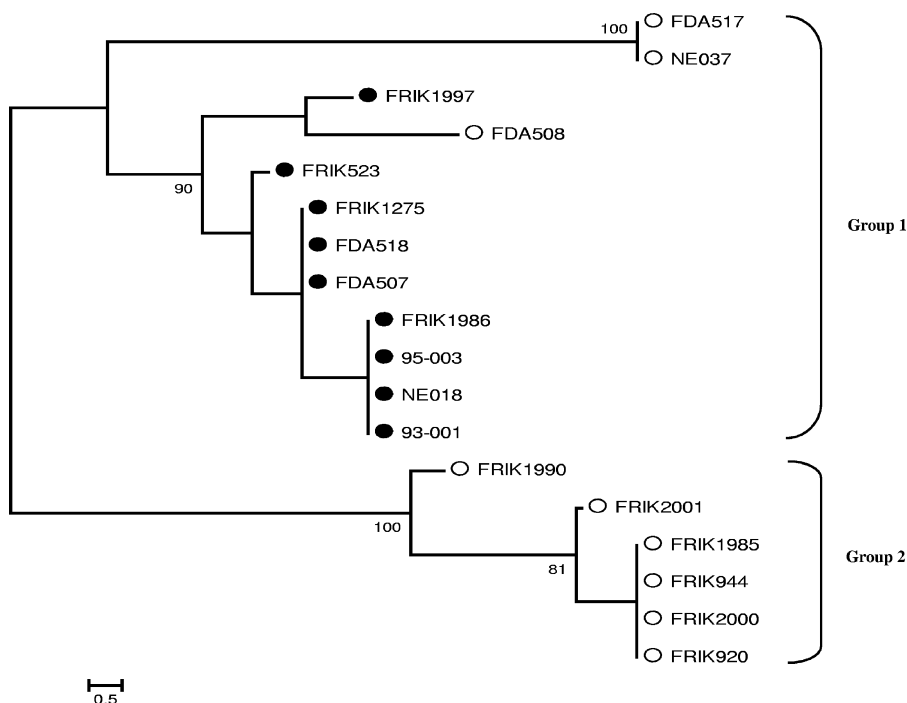 100
FDA517
NE037
FRIK1997
FDA508
90
FRIK523
FRIK1275
Group 1
FDA518
FDA507
FRIK1986
95-003
NE018
93-001
FRIK1990
100
FRIK2001
FRIK1985
Group 2
81
FRIK944
FRIK2000
FRIK920
0.5